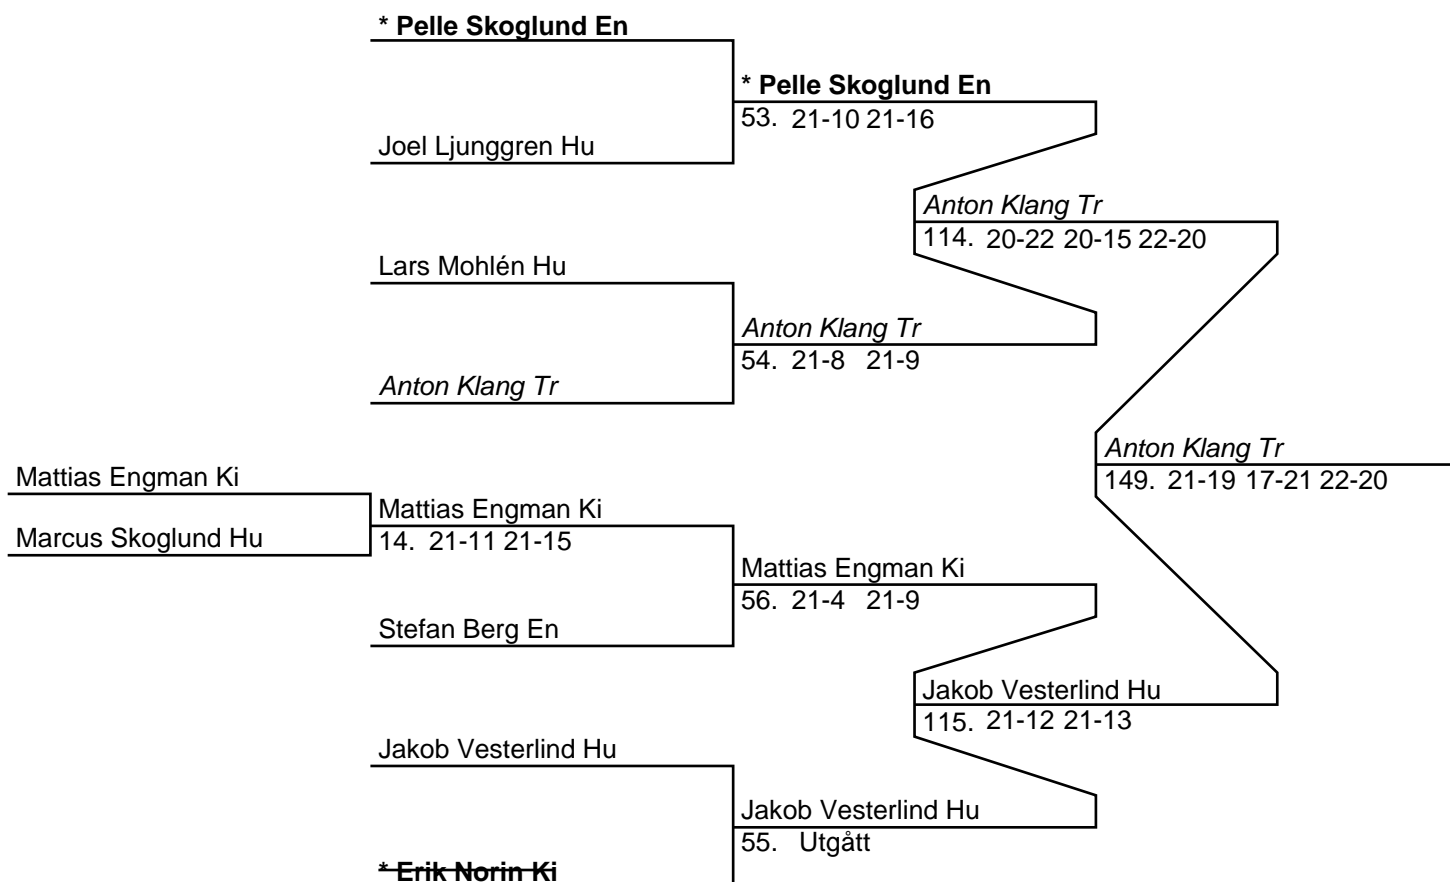 * Pelle Skoglund En
* Pelle Skoglund En
53. 21-10 21-16
Joel Ljunggren Hu
Anton Klang Tr
114. 20-22 20-15 22-20
Lars Mohlén Hu
Anton Klang Tr
54. 21-8 21-9
Anton Klang Tr
Anton Klang Tr
149. 21-19 17-21 22-20
Mattias Engman Ki
Mattias Engman Ki
14. 21-11 21-15
Marcus Skoglund Hu
Mattias Engman Ki
56. 21-4 21-9
Stefan Berg En
Jakob Vesterlind Hu
115. 21-12 21-13
Jakob Vesterlind Hu
Jakob Vesterlind Hu
55. Utgått
* Erik Norin Ki